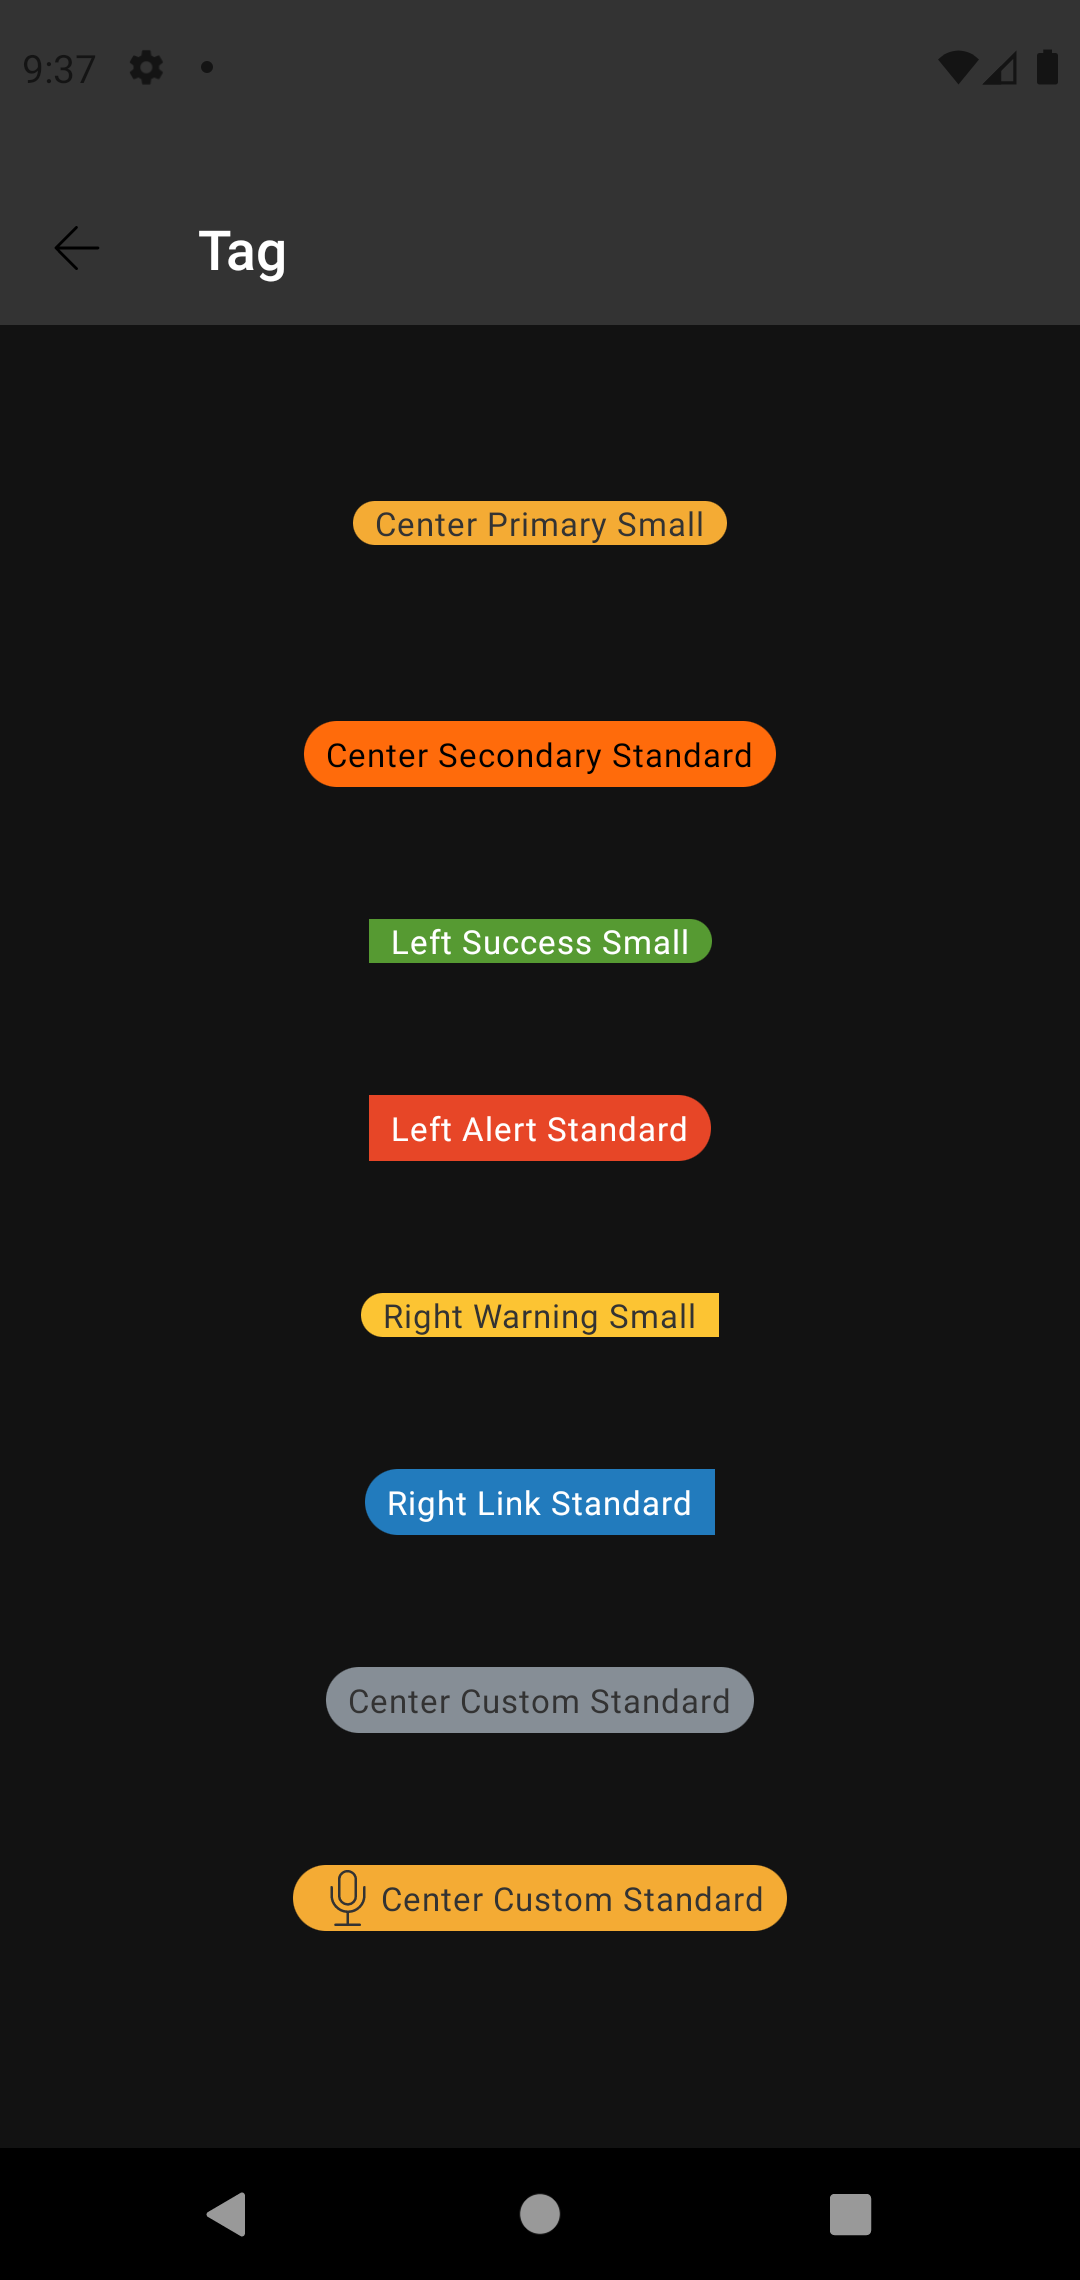 9:37
Tag
Center Primary Small
Center Secondary Standard
Left Success Small
Left Alert Standard
Right Warning Small
Right Link Standard
Center Custom Standard
Center Custom Standard